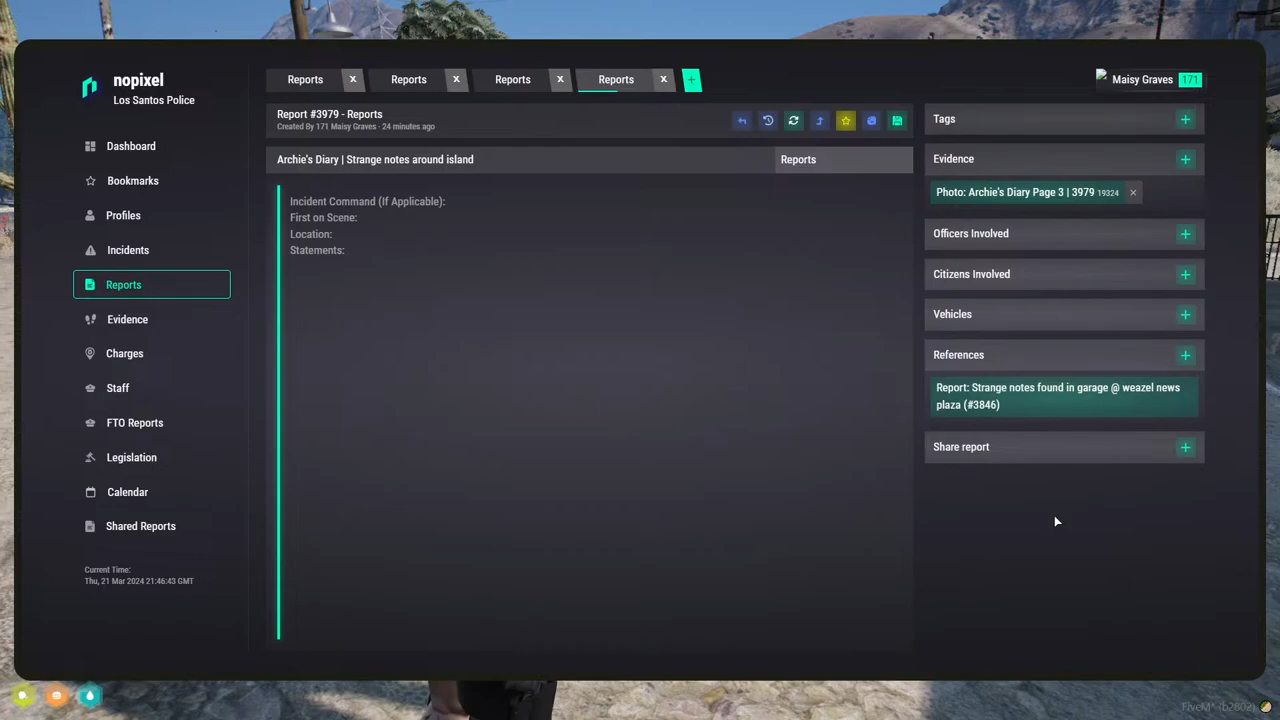 nopixel
Los Santos Police
Dashboard
Bookmarks
Profiles
Incidents
Reports
Evidence
Charges
Staff
FTO Reports
Legislation
Calendar
Shared Reports
Current Time:
Thu, 21 Mar 2024 21:46:43 GMT
Reports x Reports x Reports x Reports x +
Maisy Graves 171
Report #3979 - Reports
Created By 171 Maisy Graves · 24 minutes ago
Archie's Diary | Strange notes around island
Reports
Incident Command (If Applicable):
First on Scene:
Location:
Statements:
Tags +
Evidence +
Photo: Archie's Diary Page 3 | 3979 19324 ×
Officers Involved +
Citizens Involved +
Vehicles +
References +
Report: Strange notes found in garage @ weazel news
plaza (#3846)
Share report +
FiveM* (b2802)